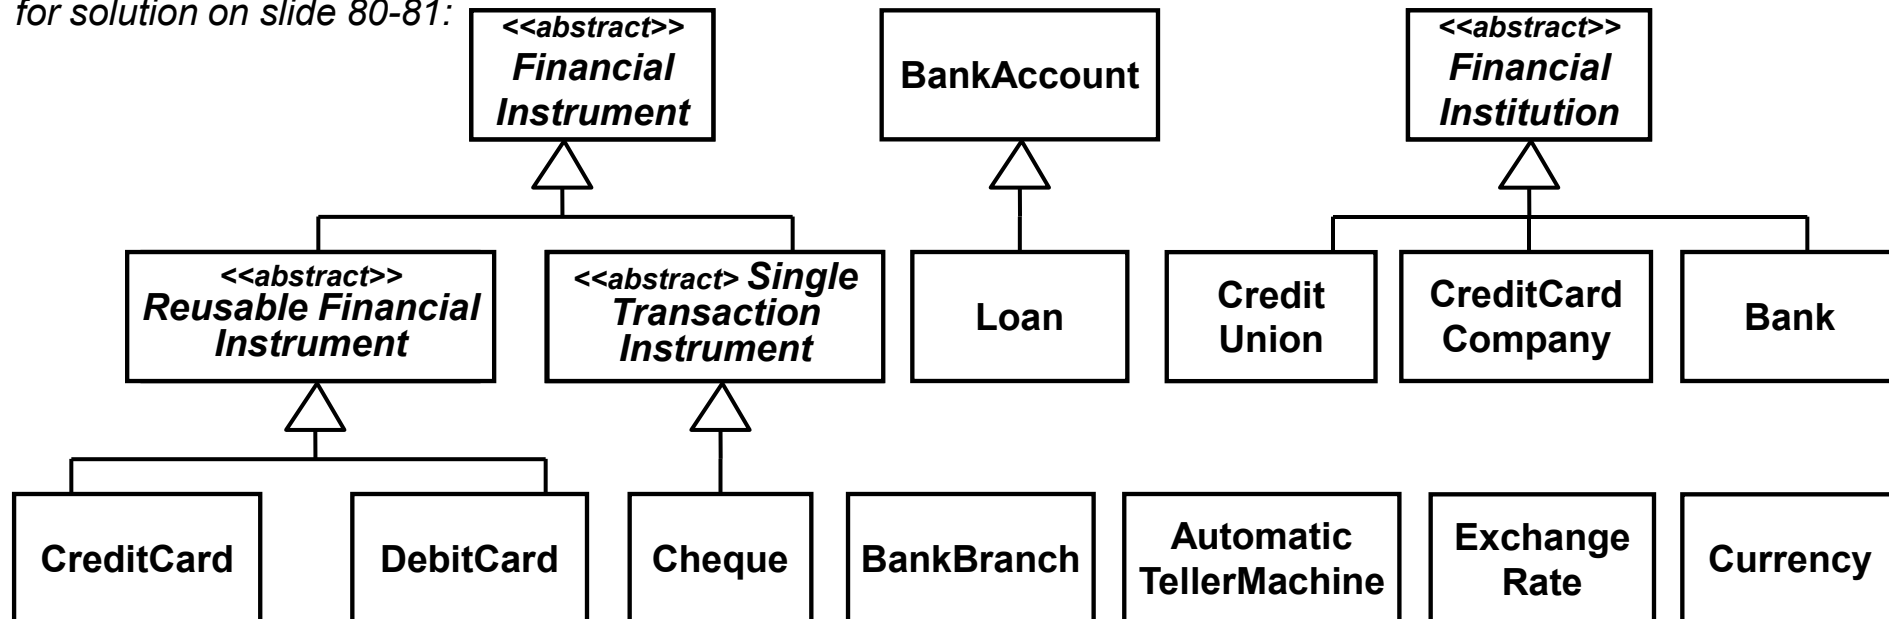 for solution on slide 80-81:
<<abstract>>
Financial
Instrument
BankAccount
<<abstract>>
Financial
Institution
<<abstract>>
Reusable Financial
Instrument
<<abstract> Single
Transaction
Instrument
Loan
Credit
Union
CreditCard
Company
Bank
CreditCard
DebitCard
Cheque
BankBranch
Automatic
TellerMachine
Exchange
Rate
Currency